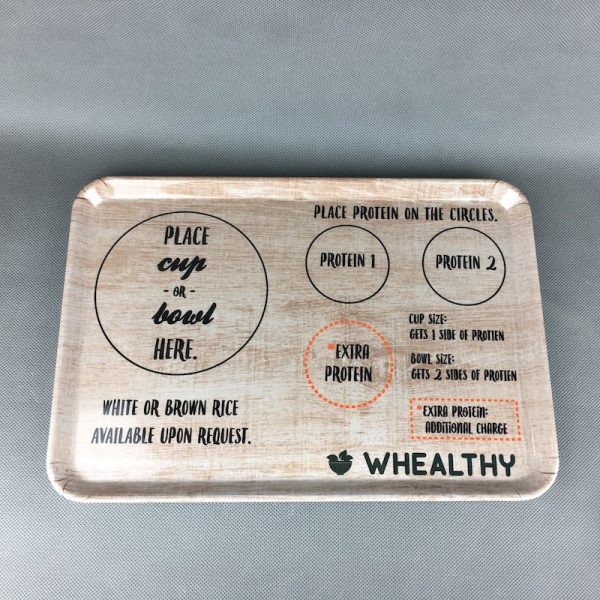 PLACE
cup
- OR -
bowl
HERE.
WHITE OR BROWN RICE
AVAILABLE UPON REQUEST.
PLACE PROTEIN ON THE CIRCLES.
PROTEIN 1
PROTEIN 2
*EXTRA
PROTEIN
CUP SIZE:
GETS 1 SIDE OF PROTIEN
BOWL SIZE:
GETS 2 SIDES OF PROTIEN
*EXTRA PROTEIN:
ADDITIONAL CHARGE
WHEALTHY